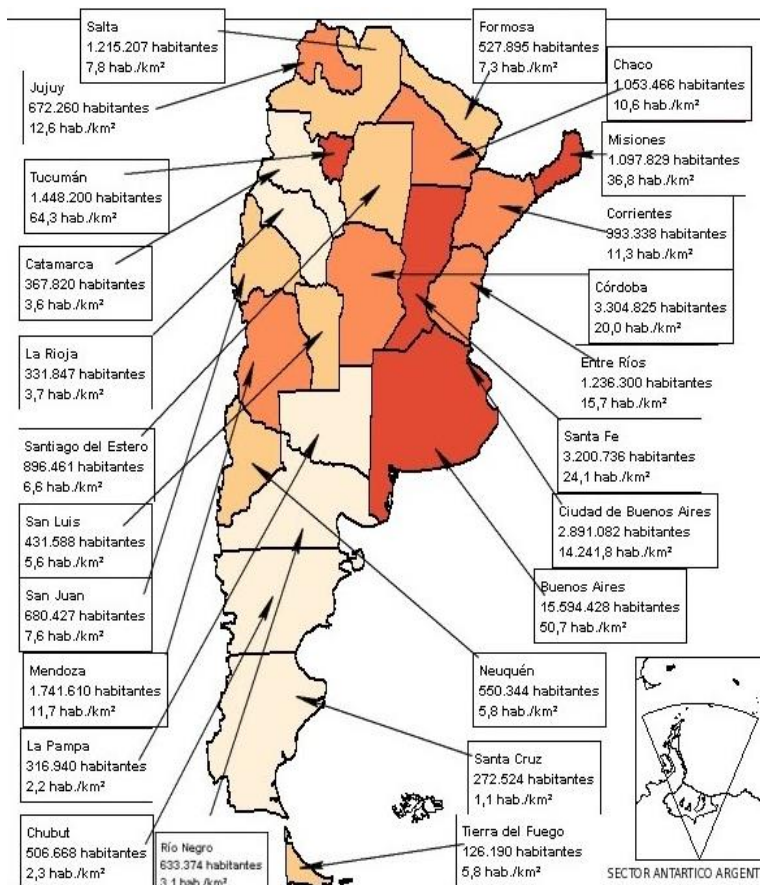 Salta
1.215.207 habitantes
7,8 hab./km²
Formosa
527.895 habitantes
7,3 hab./km²
Chaco
1.053.466 habitantes
10,6 hab./km²
Jujuy
672.260 habitantes
12,6 hab./km²
Misiones
1.097.829 habitantes
36,8 hab./km²
Tucumán
1.448.200 habitantes
64,3 hab./km²
Corrientes
993.338 habitantes
11,3 hab./km²
Catamarca
367.820 habitantes
3,6 hab./km²
Córdoba
3.304.825 habitantes
20,0 hab./km²
La Rioja
331.847 habitantes
3,7 hab./km²
Entre Ríos
1.236.300 habitantes
15,7 hab./km²
Santiago del Estero
896.461 habitantes
6,6 hab./km²
Santa Fe
3.200.736 habitantes
24,1 hab./km²
San Luis
431.588 habitantes
5,6 hab./km²
Ciudad de Buenos Aires
2.891.082 habitantes
14.241,8 hab./km²
San Juan
680.427 habitantes
7,6 hab./km²
Buenos Aires
15.594.428 habitantes
50,7 hab./km²
Mendoza
1.741.610 habitantes
11,7 hab./km²
Neuquén
550.344 habitantes
5,8 hab./km²
La Pampa
316.940 habitantes
2,2 hab./km²
Santa Cruz
272.524 habitantes
1,1 hab./km²
Chubut
506.668 habitantes
2,3 hab./km²
Río Negro
633.374 habitantes
3,1 hab./km²
Tierra del Fuego
126.190 habitantes
5,8 hab./km²
SECTOR ANTARTICO ARGENT